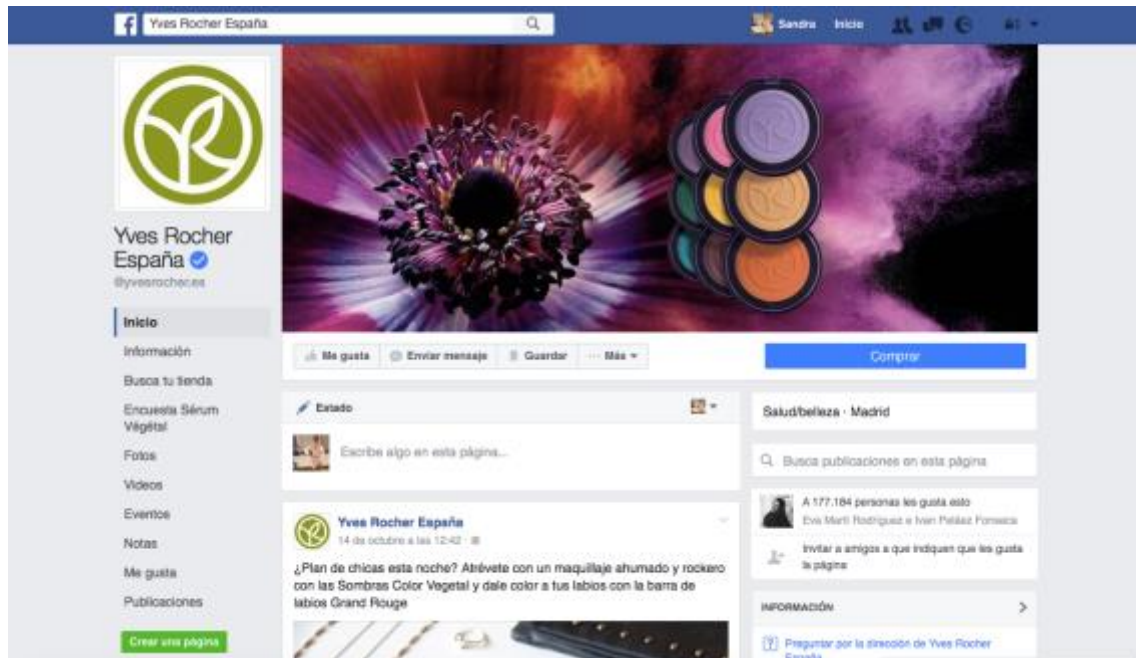 Yves Rocher España
Sandra Inicio
Yves Rocher
España
@yvesrocher.es
Inicio
Información
Busca tu tienda
Encuesta Sérum
Végétal
Fotos
Videos
Eventos
Notas
Me gusta
Publicaciones
Crear una página
Me gusta Enviar mensaje Guardar Más
Comprar
Estado
Escribe algo en esta página...
Yves Rocher España
14 de octubre a las 12:42
¿Plan de chicas esta noche? Atrévete con un maquillaje ahumado y rockero
con las Sombras Color Vegetal y dale color a tus labios con la barra de
labios Grand Rouge
Salud/belleza · Madrid
Busca publicaciones en esta página
A 177.184 personas les gusta esto
Eva Martí Rodríguez e Ivan Peláez Fonseca
Invitar a amigos a que indiquen que les gusta
la página
INFORMACIÓN
Preguntar por la dirección de Yves Rocher
España